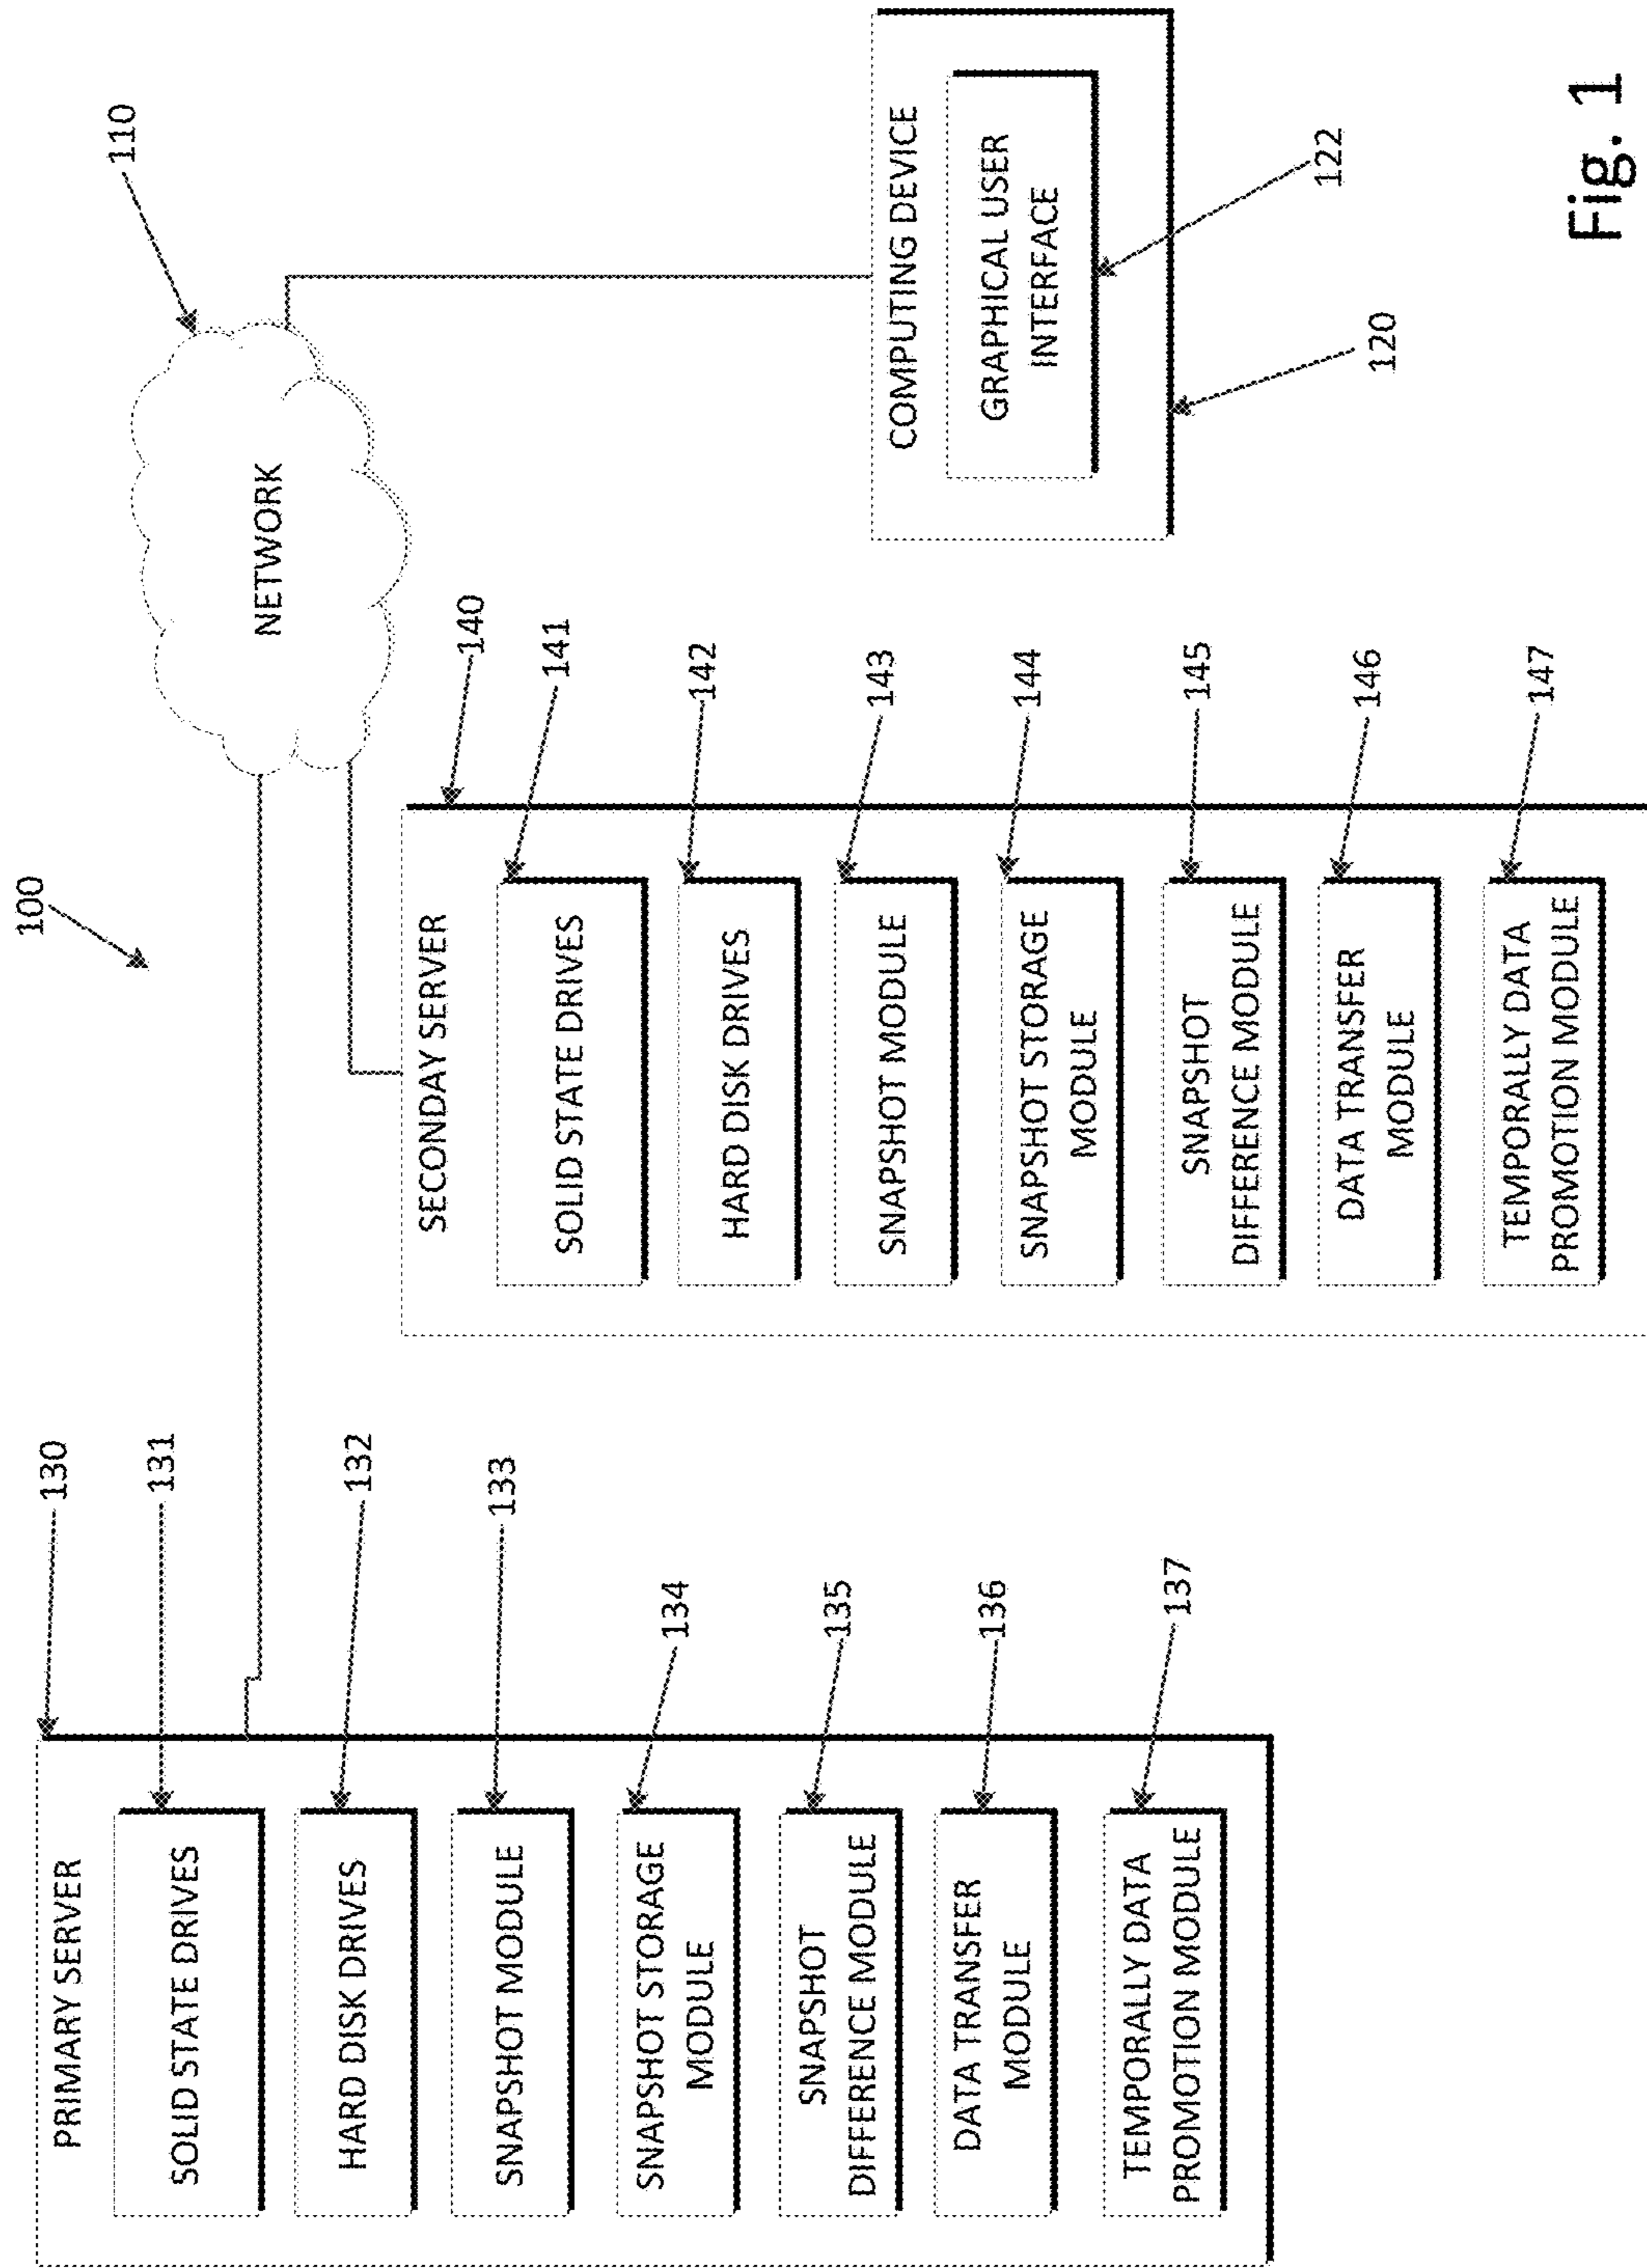 100
110
NETWORK
PRIMARY SERVER
130
SOLID STATE DRIVES
131
HARD DISK DRIVES
132
SNAPSHOT MODULE
133
SNAPSHOT STORAGE
MODULE
134
SNAPSHOT
DIFFERENCE MODULE
135
DATA TRANSFER
MODULE
136
TEMPORALLY DATA
PROMOTION MODULE
137
SECONDAY SERVER
140
SOLID STATE DRIVES
141
HARD DISK DRIVES
142
SNAPSHOT MODULE
143
SNAPSHOT STORAGE
MODULE
144
SNAPSHOT
DIFFERENCE MODULE
145
DATA TRANSFER
MODULE
146
TEMPORALLY DATA
PROMOTION MODULE
147
COMPUTING DEVICE
GRAPHICAL USER
INTERFACE
122
120
Fig. 1